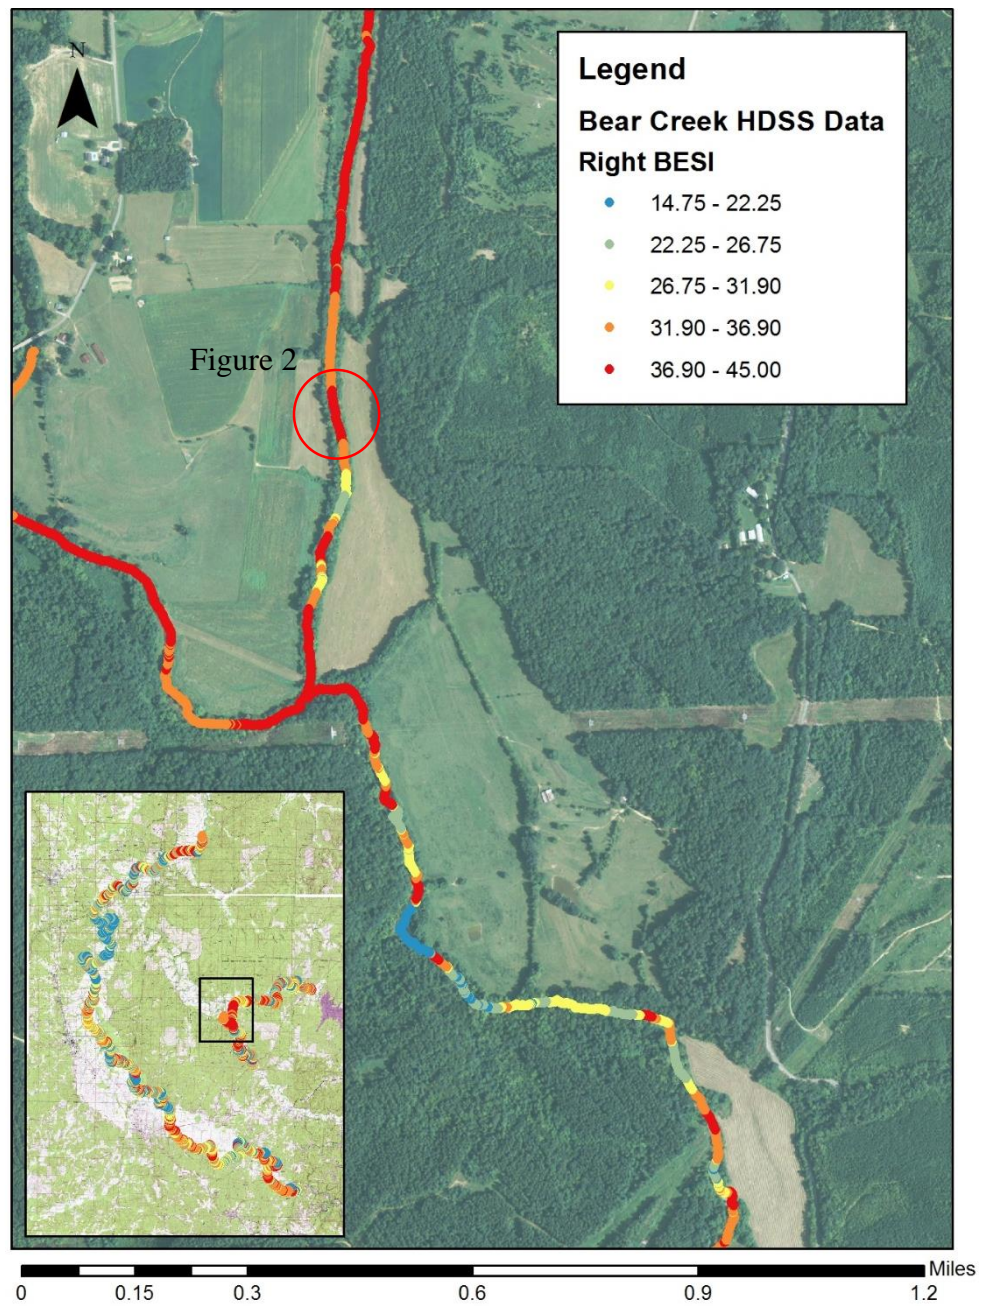 N
Legend
Bear Creek HDSS Data
Right BESI
14.75 - 22.25
22.25 - 26.75
26.75 - 31.90
31.90 - 36.90
36.90 - 45.00
Figure 2
Miles
0 0.15 0.3 0.6 0.9 1.2